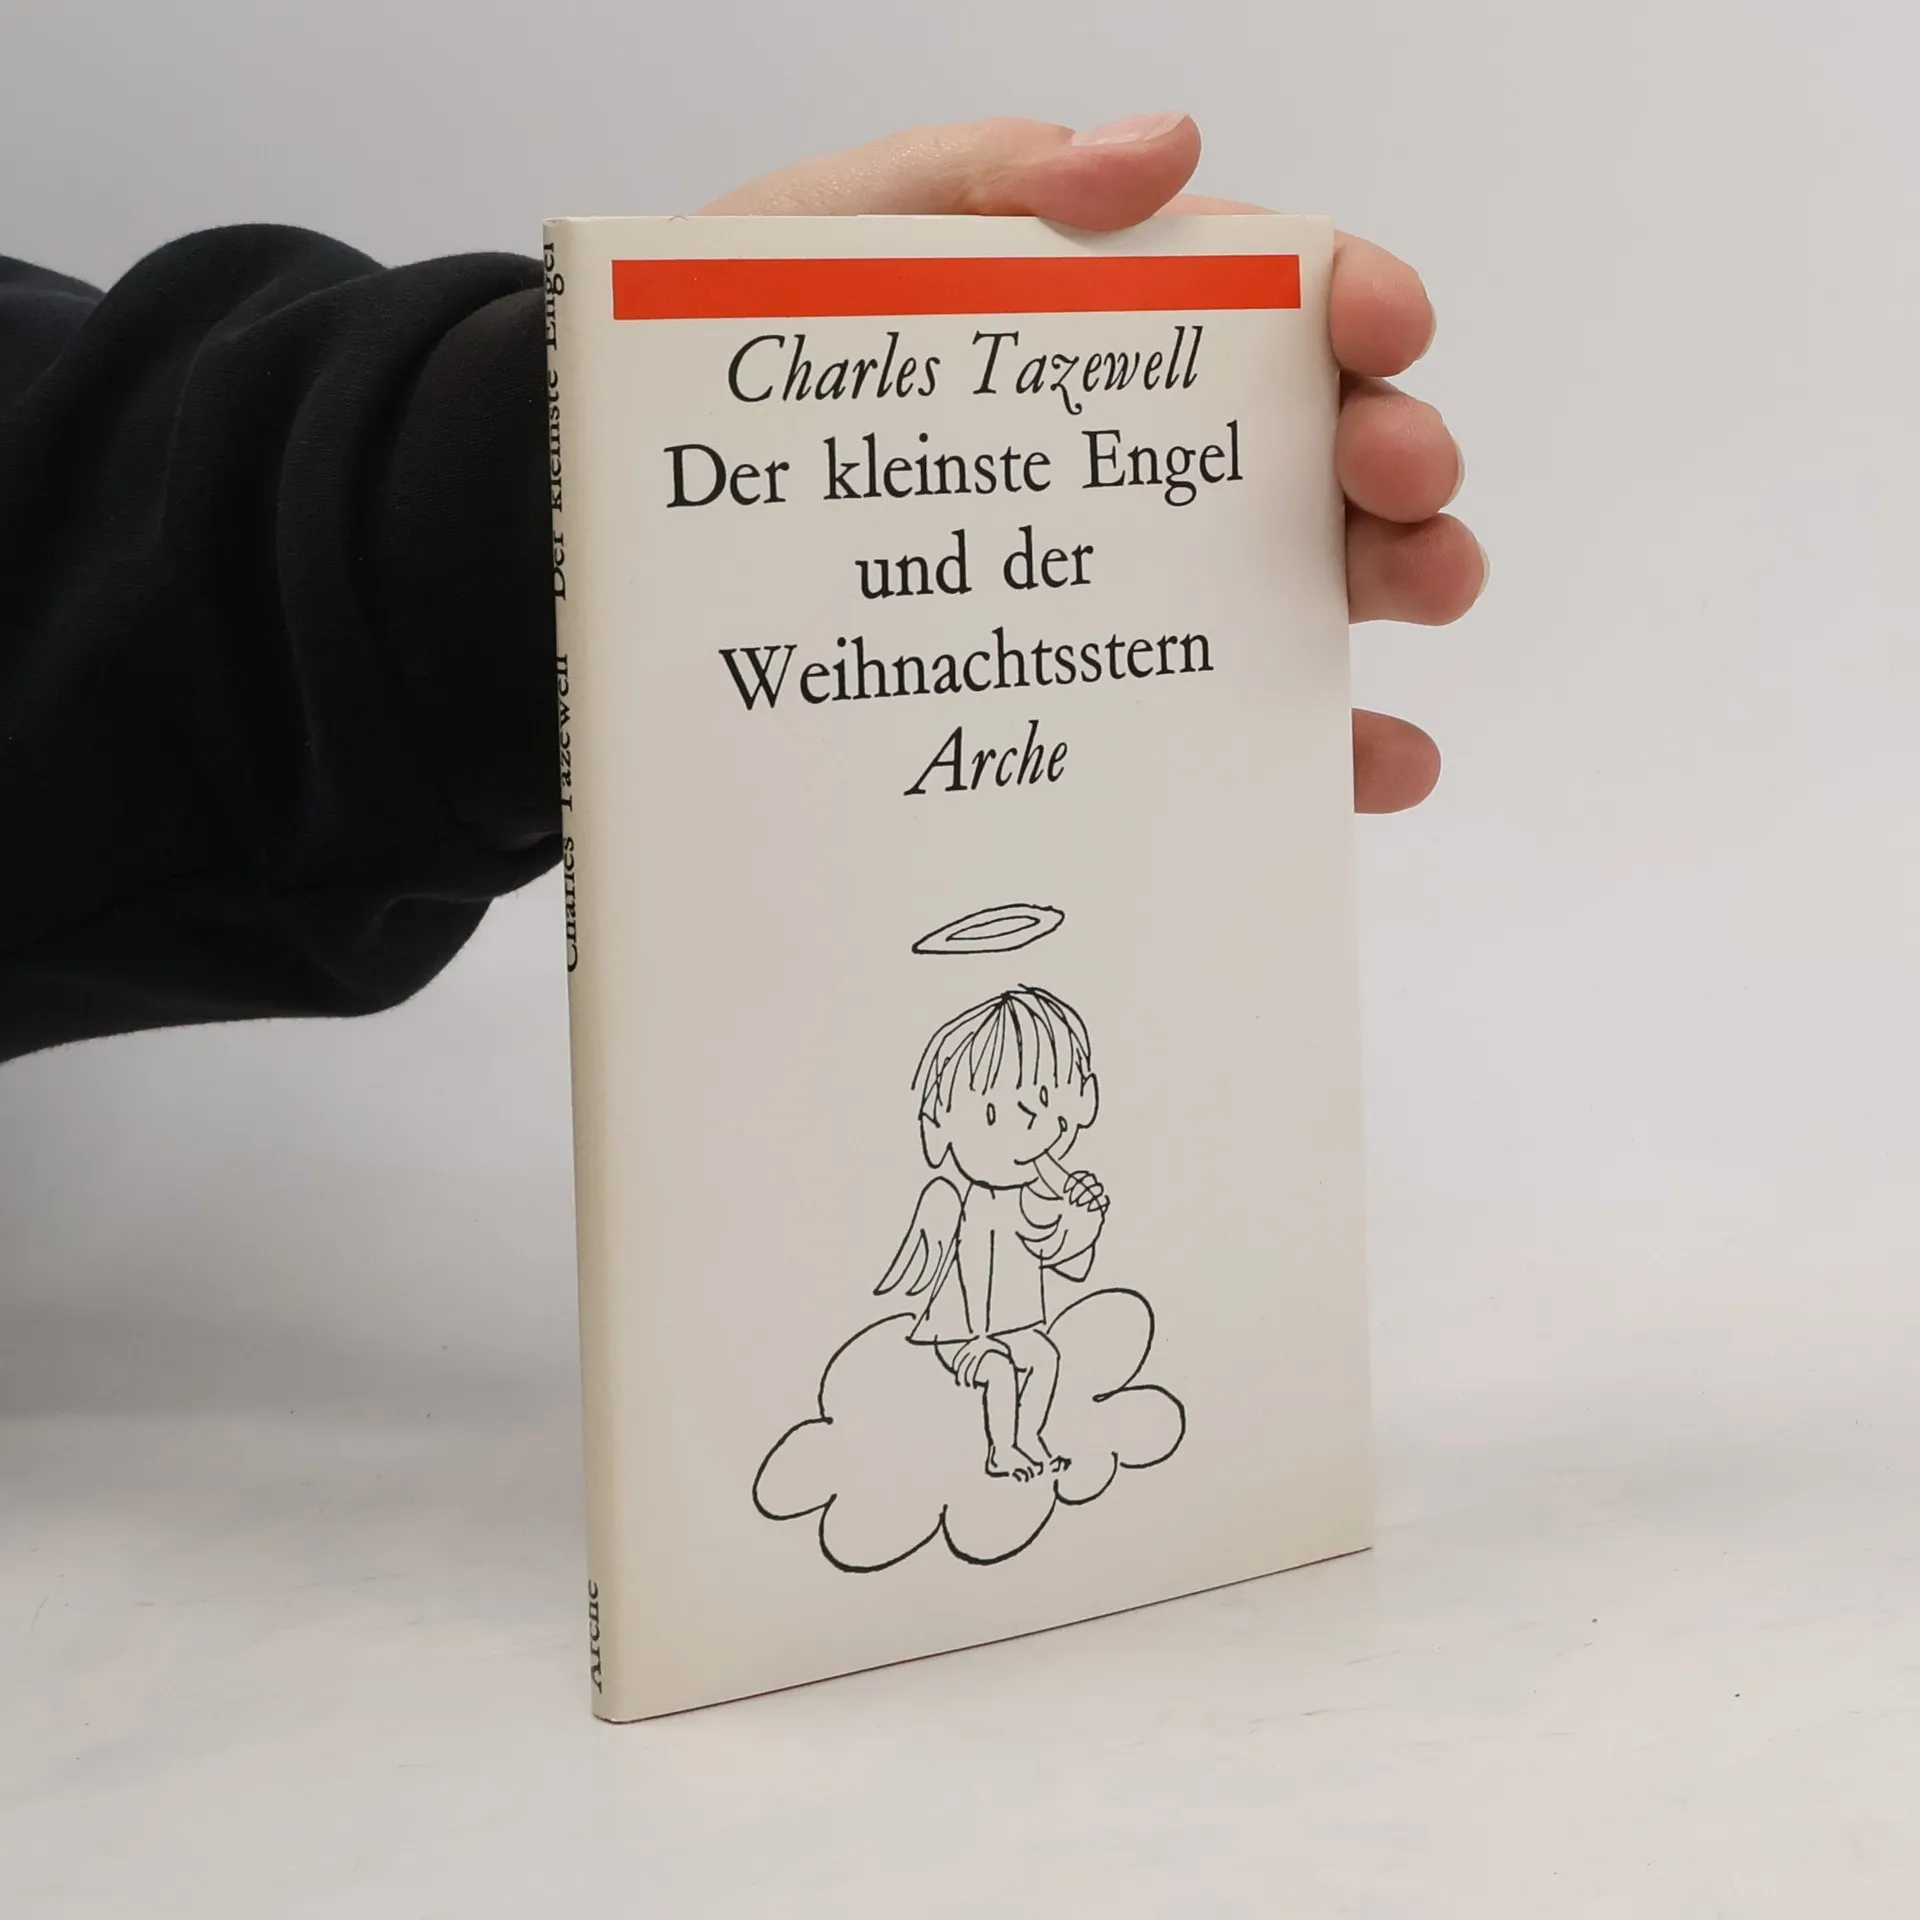 Charles Tazewell
Der kleinste Engel
und der
Weihnachtsstern
Arche
Charles Tazewell Der kleinste Engel
Arche